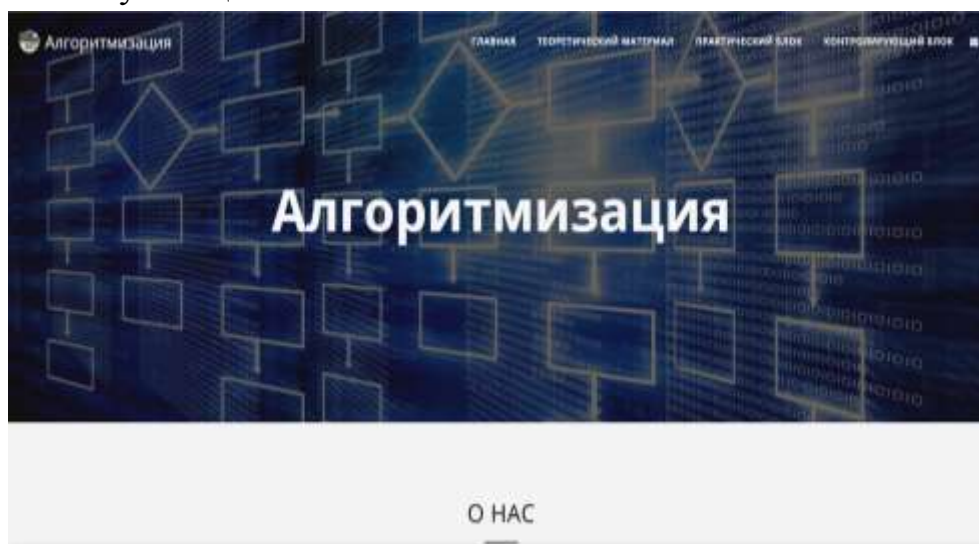 Алгоритмизация
ГЛАВНАЯ ТЕОРЕТИЧЕСКИЙ МАТЕРИАЛ ПРАКТИЧЕСКИЙ БЛОК КОНТРОЛИРУЮЩИЙ БЛОК
Алгоритмизация
О НАС